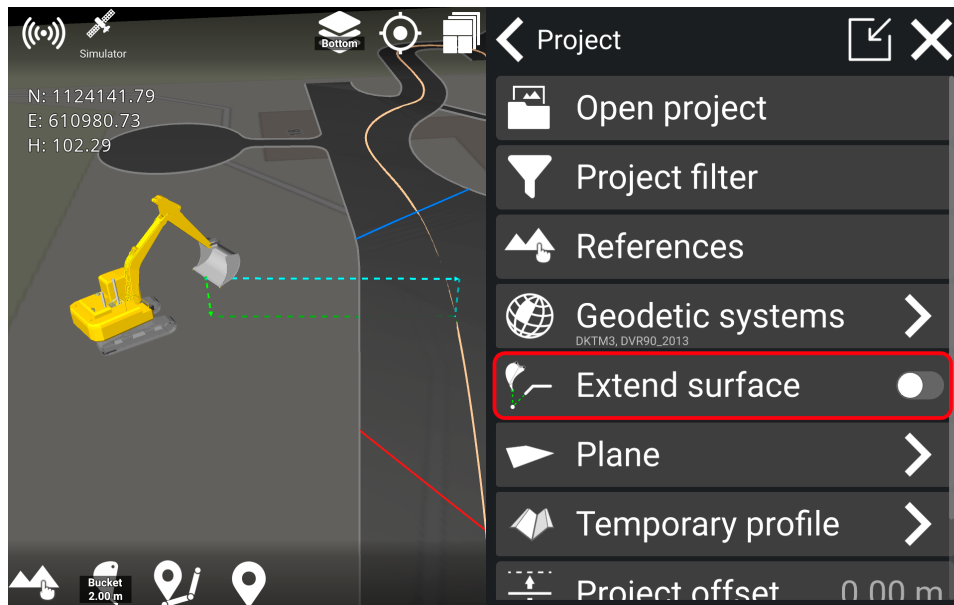 Simulator
Bottom
N: 1124141.79
E: 610980.73
H: 102.29
Bucket
2.00 m
Project
Open project
Project filter
References
Geodetic systems
DKTM3, DVR90_2013
Extend surface
Plane
Temporary profile
Project offset 0.00 m